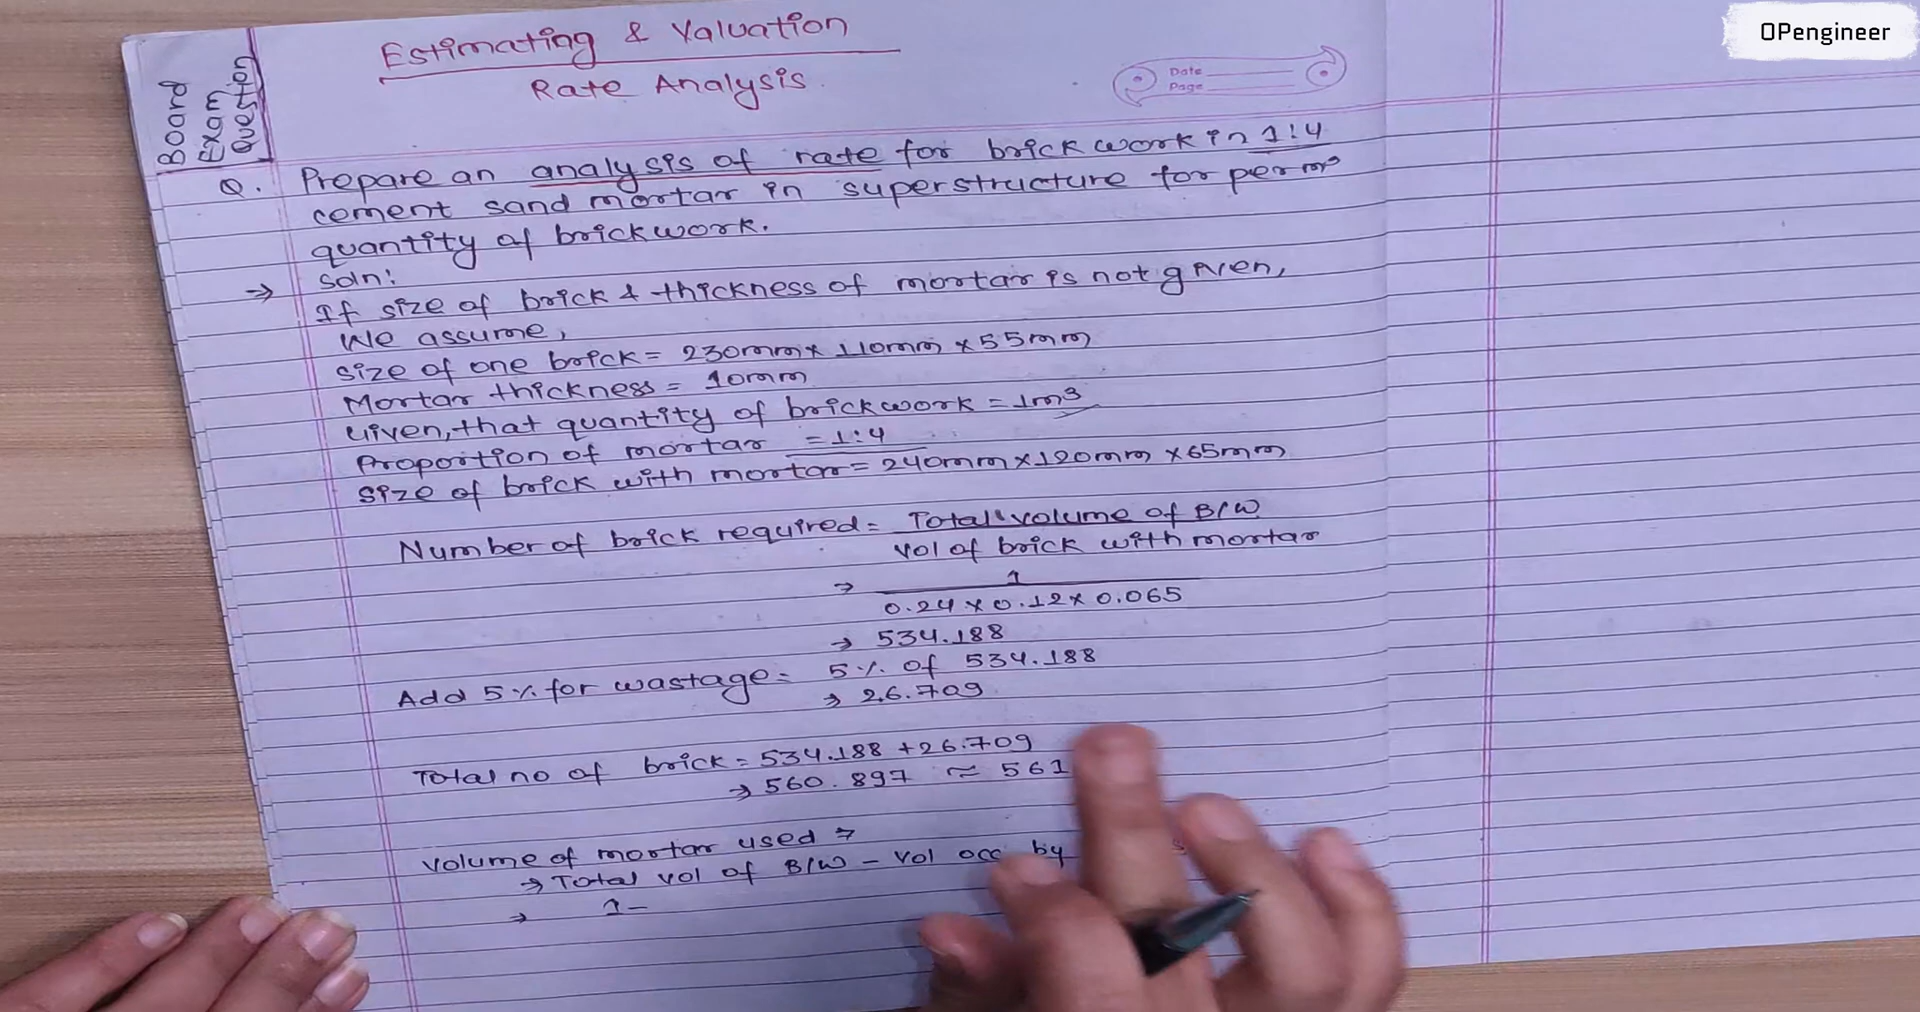 OPengineer
Board
Exam
Question
Estimating & Valuation
Rate Analysis
Date
Page
Q. Prepare an analysis of rate for brickwork in 1:4
cement sand mortar in superstructure for per m³
quantity of brickwork.
→ Soln:
If size of brick & thickness of mortar is not given,
We assume,
size of one brick = 230mm × 110mm × 55mm
Mortar thickness = 10mm
Given, that quantity of brickwork = 1m³
Proportion of mortar = 1:4
Size of brick with mortar = 240mm × 120mm × 65mm
Number of brick required = Total volume of B/W
Vol of brick with mortar
→ 1
0.24 × 0.12 × 0.065
→ 534.188
Add 5% for wastage = 5% of 534.188
→ 26.709
Total no of brick = 534.188 + 26.709
→ 560.897 ≈ 561
Volume of mortar used →
→ Total vol of B/W - Vol occ by
→ 1 -